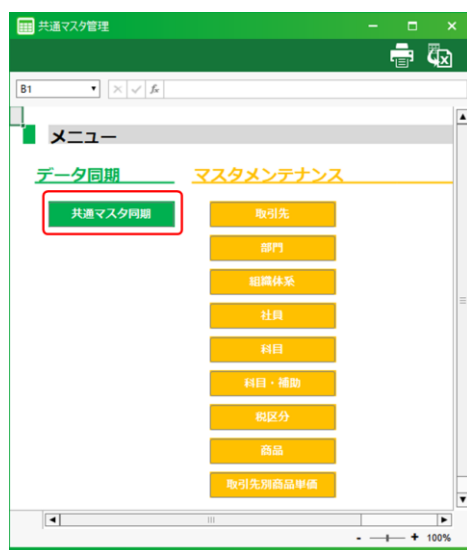 共通マスタ管理
B1
fx
メニュー
データ同期
マスタメンテナンス
共通マスタ同期
取引先
部門
組織体系
社員
科目
科目・補助
税区分
商品
取引先別商品単価
- + 100%